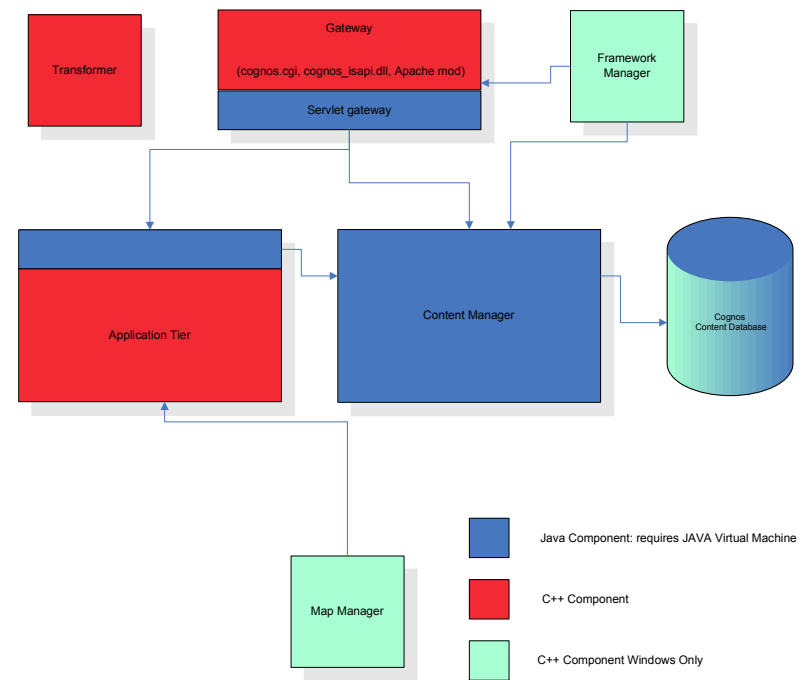 Gateway
Transformer
(cognos.cgi, cognos_isapi.dll, Apache mod)
Framework
Manager
Servlet gateway
Application Tier
Content Manager
Cognos
Content Database
Map Manager
Java Component: requires JAVA Virtual Machine
C++ Component
C++ Component Windows Only